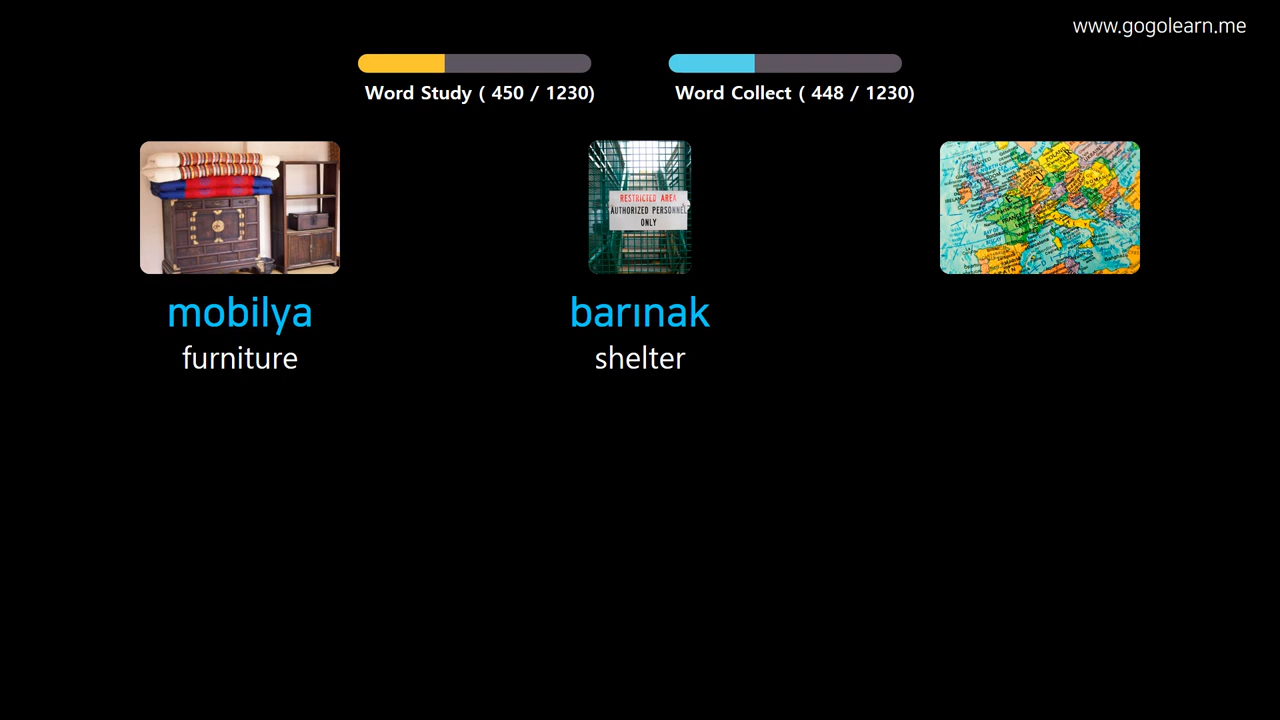 www.gogolearn.me
Word Study ( 450 / 1230)
Word Collect ( 448 / 1230)
RESTRICTED AREA
AUTHORIZED PERSONNEL
ONLY
mobilya
barınak
furniture
shelter